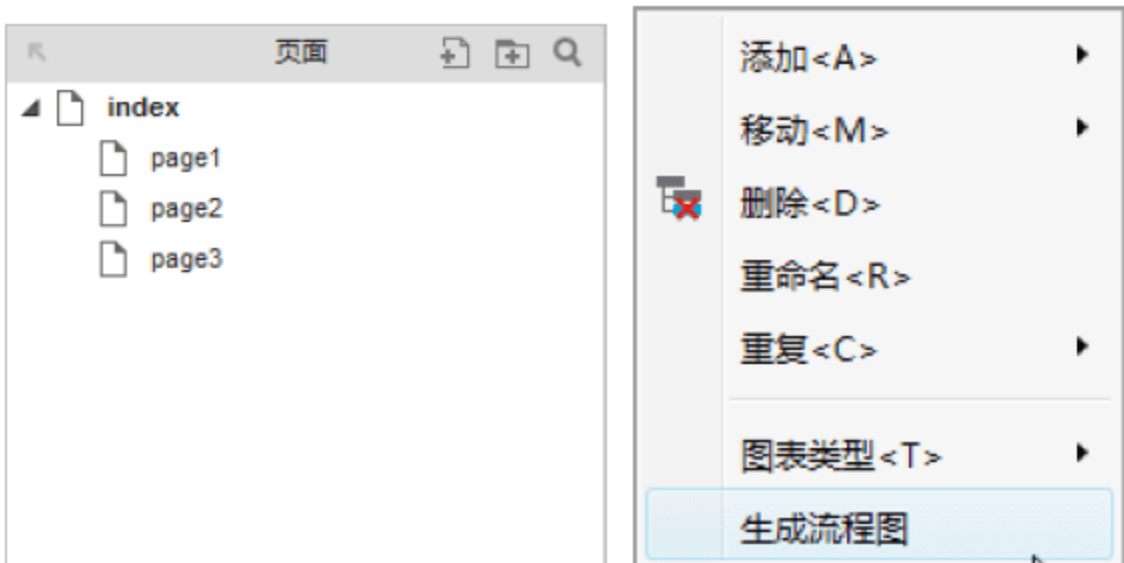 页面
index
page1
page2
page3
添加<A>
移动<M>
删除<D>
重命名<R>
重复<C>
图表类型<T>
生成流程图